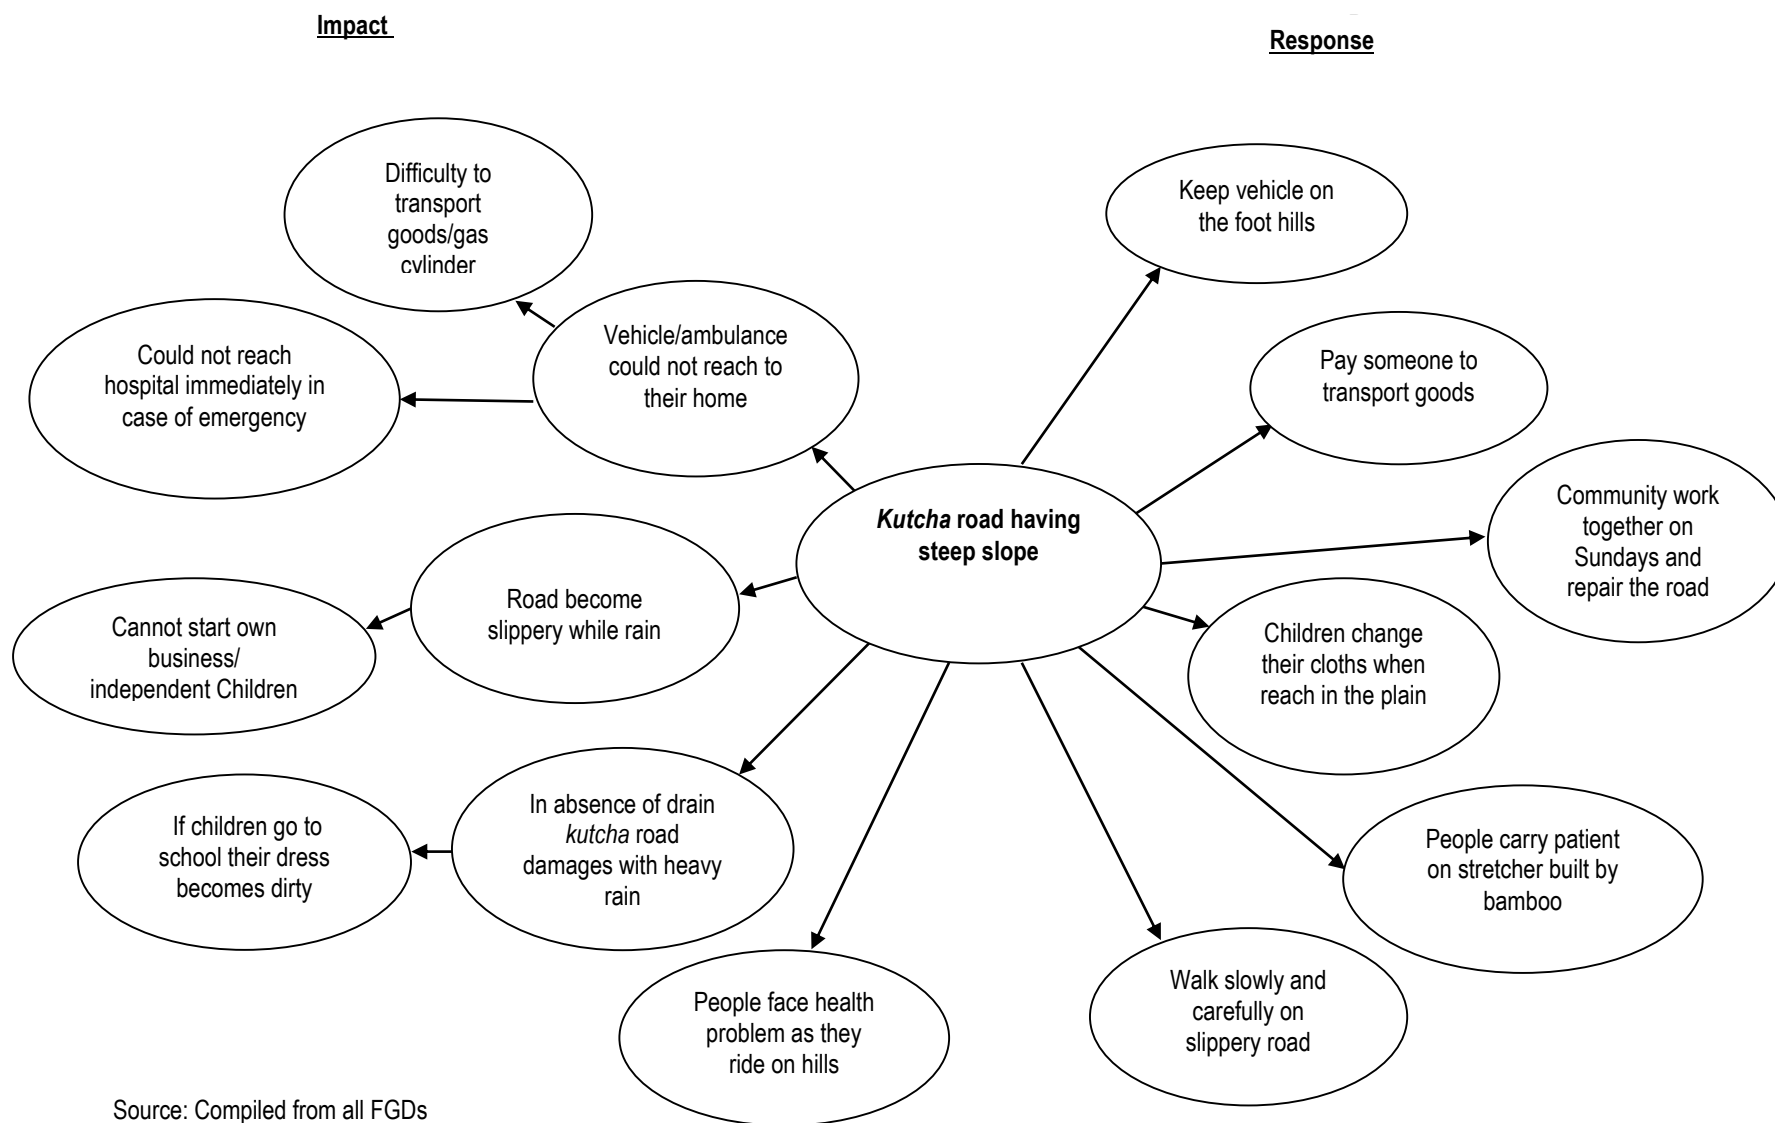 Impact
Response
Difficulty to
transport
goods/gas
cylinder
Keep vehicle on
the foot hills
Vehicle/ambulance
could not reach to
their home
Could not reach
hospital immediately in
case of emergency
Pay someone to
transport goods
Kutcha road having
steep slope
Community work
together on
Sundays and
repair the road
Road become
slippery while rain
Cannot start own
business/
independent Children
Children change
their cloths when
reach in the plain
If children go to
school their dress
becomes dirty
In absence of drain
kutcha road
damages with heavy
rain
People carry patient
on stretcher built by
bamboo
People face health
problem as they
ride on hills
Walk slowly and
carefully on
slippery road
Source: Compiled from all FGDs